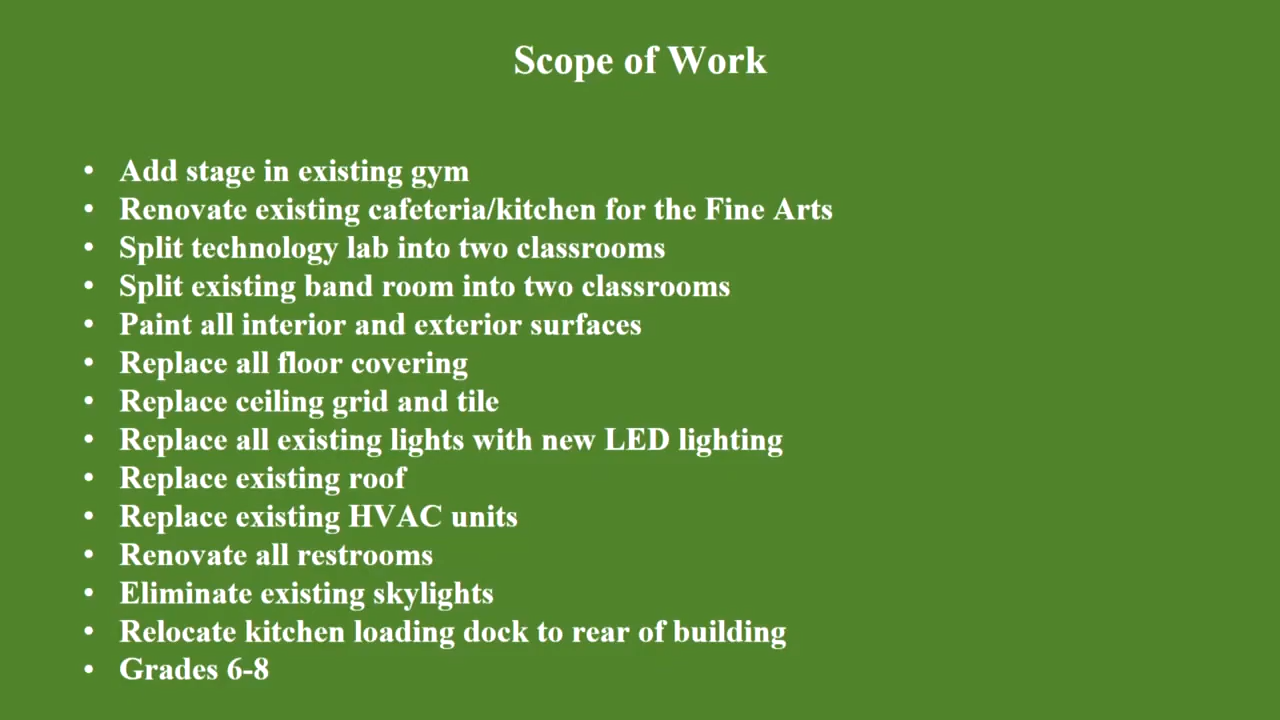 Scope of Work
• Add stage in existing gym
• Renovate existing cafeteria/kitchen for the Fine Arts
• Split technology lab into two classrooms
• Split existing band room into two classrooms
• Paint all interior and exterior surfaces
• Replace all floor covering
• Replace ceiling grid and tile
• Replace all existing lights with new LED lighting
• Replace existing roof
• Replace existing HVAC units
• Renovate all restrooms
• Eliminate existing skylights
• Relocate kitchen loading dock to rear of building
• Grades 6-8